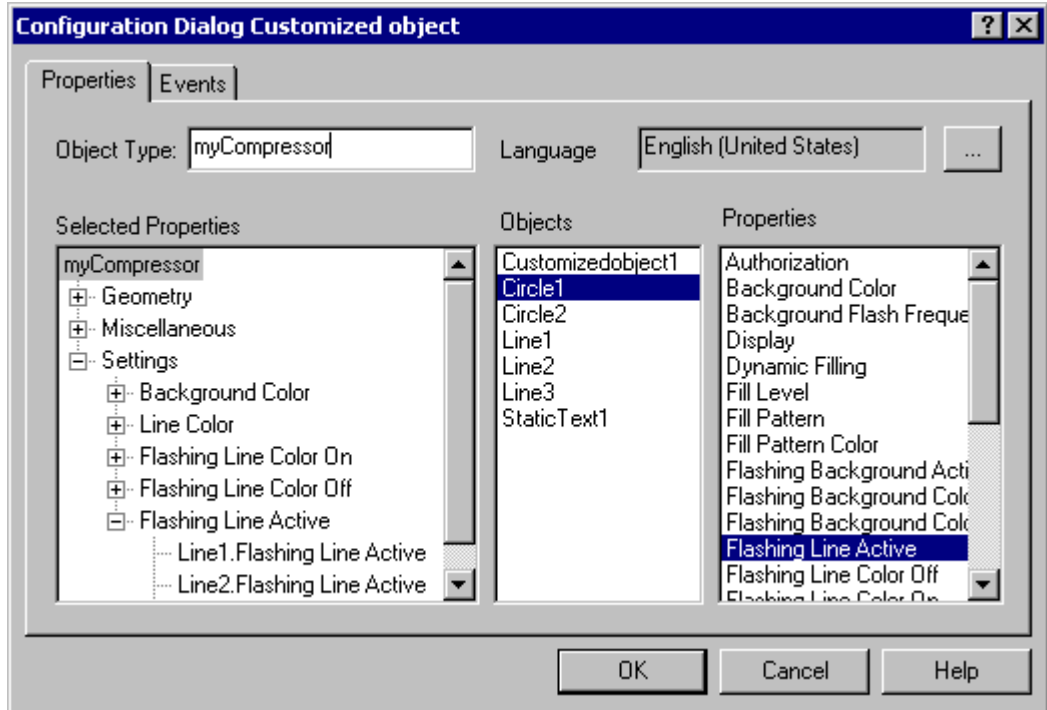 Configuration Dialog Customized object
Properties
Events
Object Type: myCompressor
Language English (United States) ...
Selected Properties
myCompressor
Geometry
Miscellaneous
Settings
Background Color
Line Color
Flashing Line Color On
Flashing Line Color Off
Flashing Line Active
Line1.Flashing Line Active
Line2.Flashing Line Active
Objects
Customizedobject1
Circle1
Circle2
Line1
Line2
Line3
StaticText1
Properties
Authorization
Background Color
Background Flash Freque
Display
Dynamic Filling
Fill Level
Fill Pattern
Fill Pattern Color
Flashing Background Acti
Flashing Background Colo
Flashing Background Colo
Flashing Line Active
Flashing Line Color Off
Flashing Line Color On
OK
Cancel
Help